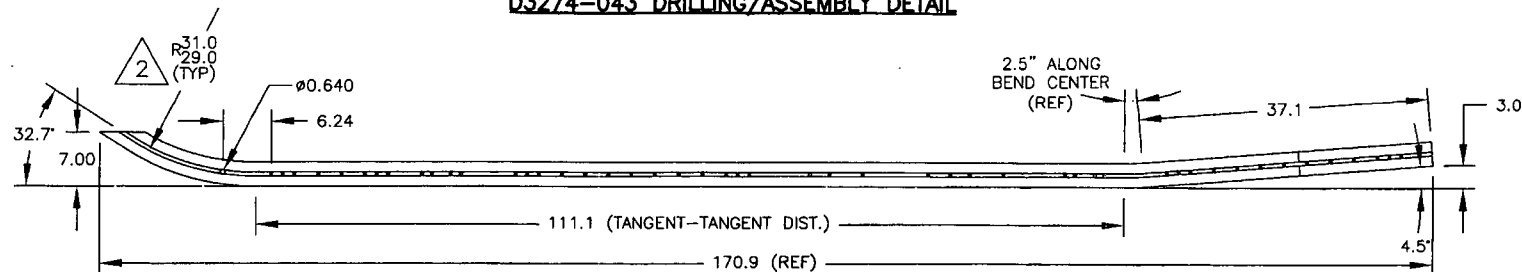 D3274-043 DRILLING/ASSEMBLY DETAIL
2
R31.0
29.0
(TYP)
ø0.640
6.24
32.7°
7.00
2.5" ALONG
BEND CENTER
(REF)
37.1
3.0
111.1 (TANGENT-TANGENT DIST.)
4.5°
170.9 (REF)